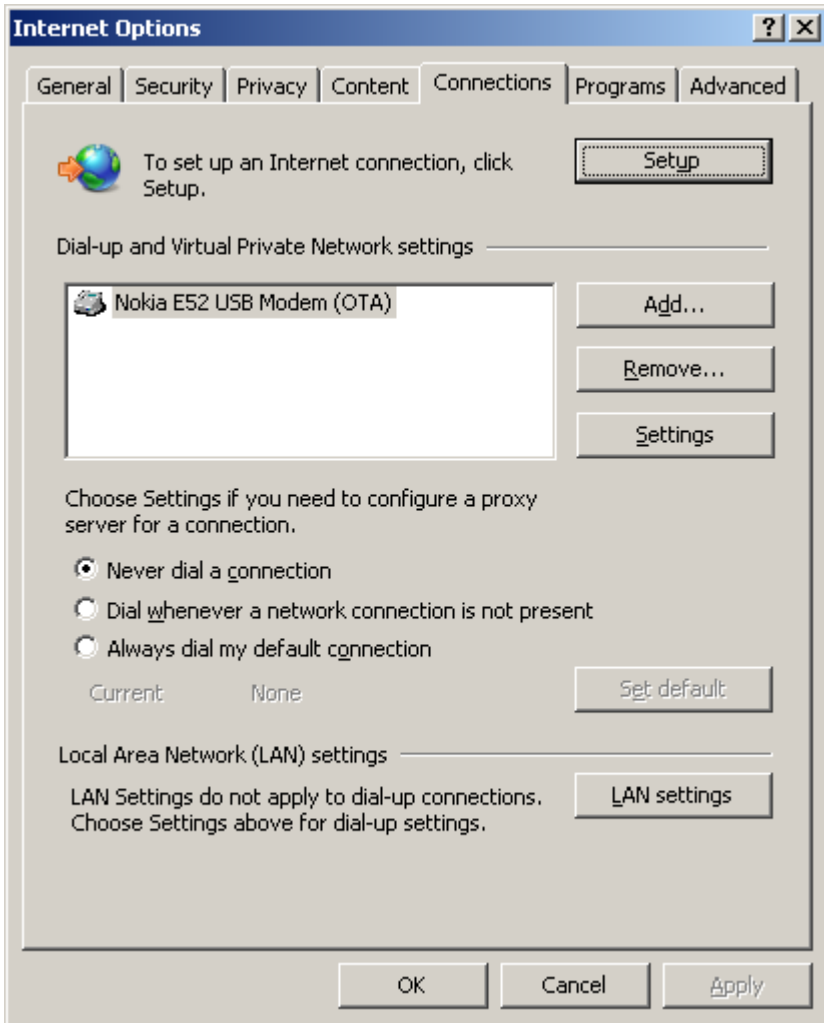 Internet Options
General Security Privacy Content Connections Programs Advanced
To set up an Internet connection, click
Setup.
Setup
Dial-up and Virtual Private Network settings
Nokia E52 USB Modem (OTA)
Add...
Remove...
Settings
Choose Settings if you need to configure a proxy
server for a connection.
Never dial a connection
Dial whenever a network connection is not present
Always dial my default connection
Current None
Set default
Local Area Network (LAN) settings
LAN Settings do not apply to dial-up connections.
Choose Settings above for dial-up settings.
LAN settings
OK Cancel Apply